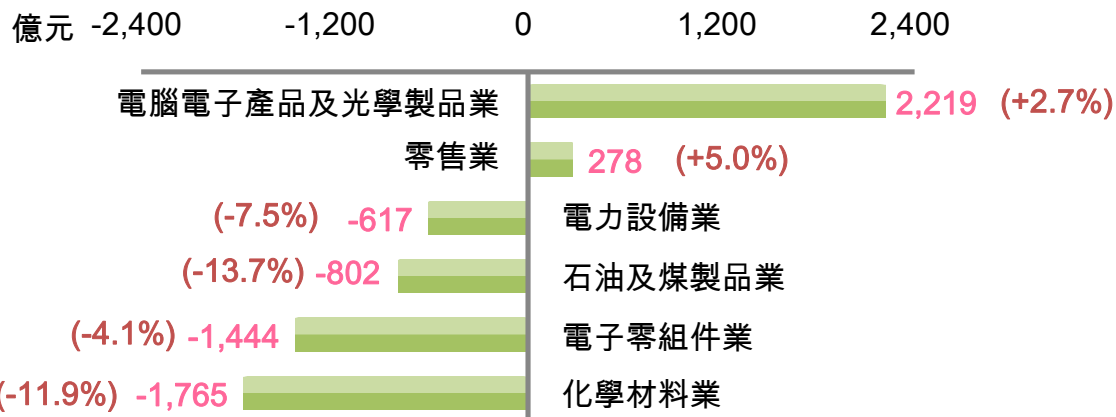 億元 -2,400 -1,200 0 1,200 2,400
電腦電子產品及光學製品業 2,219 (+2.7%)
零售業 278 (+5.0%)
(-7.5%) -617 電力設備業
(-13.7%) -802 石油及煤製品業
(-4.1%) -1,444 電子零組件業
(-11.9%) -1,765 化學材料業